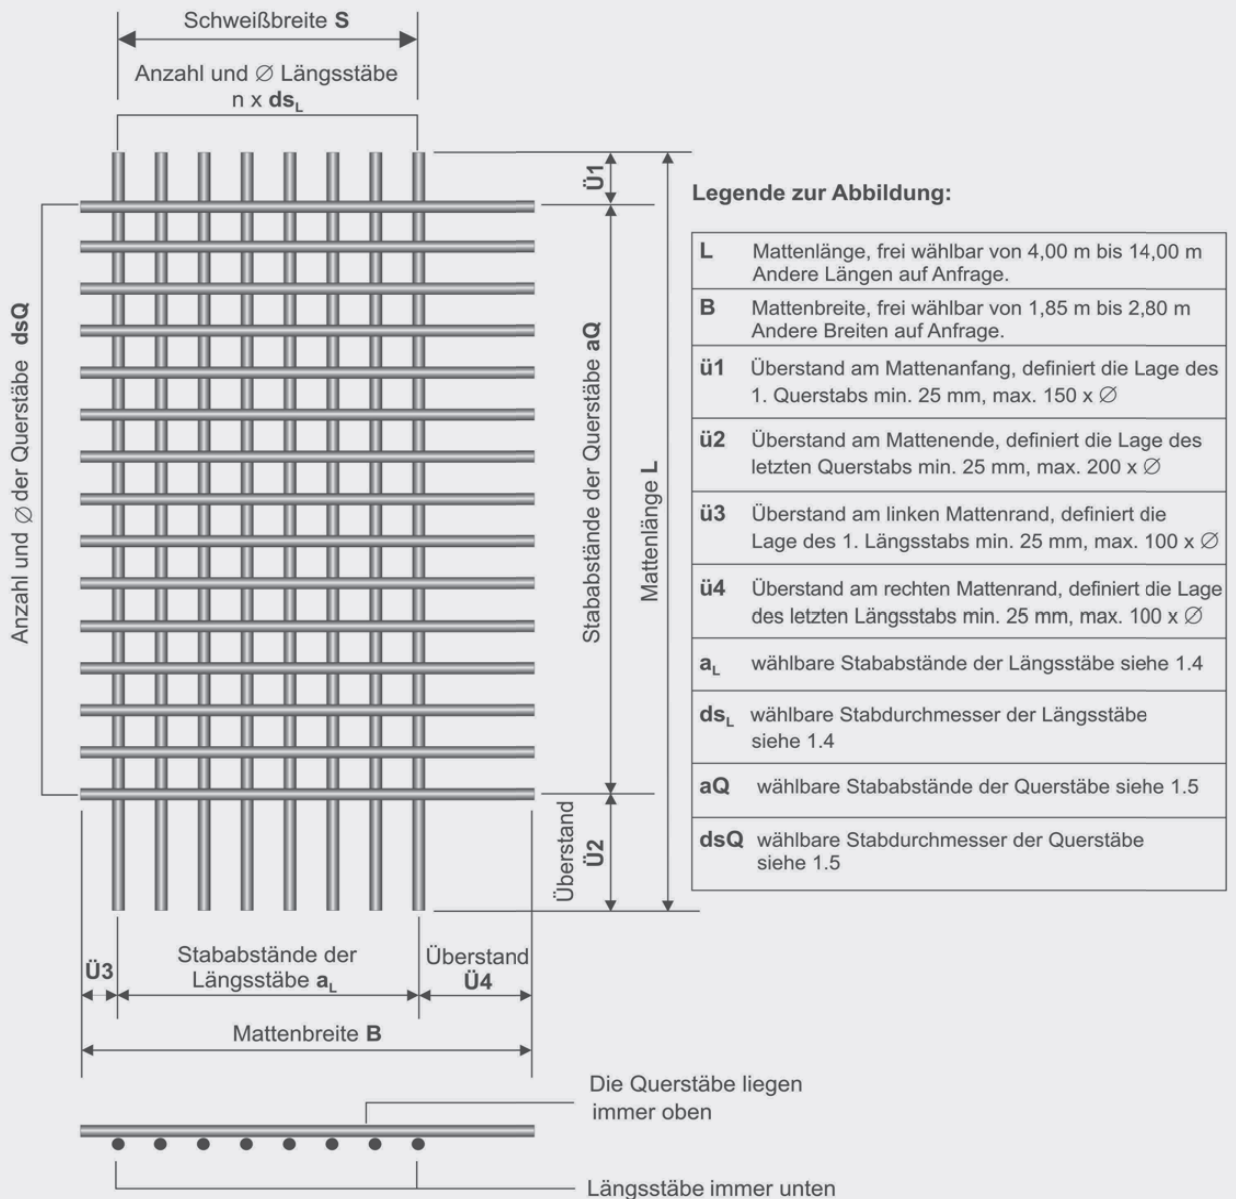 Schweißbreite S
Anzahl und ∅ Längsstäbe
n x dsL
Ü1
Anzahl und ∅ der Querstäbe dsQ
Stababstände der Querstäbe aQ
Mattenlänge L
Überstand
Ü2
Ü3
Stababstände der
Längsstäbe aL
Überstand
Ü4
Mattenbreite B
Die Querstäbe liegen
immer oben
Längsstäbe immer unten
Legende zur Abbildung:
L Mattenlänge, frei wählbar von 4,00 m bis 14,00 m
Andere Längen auf Anfrage.
B Mattenbreite, frei wählbar von 1,85 m bis 2,80 m
Andere Breiten auf Anfrage.
ü1 Überstand am Mattenanfang, definiert die Lage des
1. Querstabs min. 25 mm, max. 150 x ∅
ü2 Überstand am Mattenende, definiert die Lage des
letzten Querstabs min. 25 mm, max. 200 x ∅
ü3 Überstand am linken Mattenrand, definiert die
Lage des 1. Längsstabs min. 25 mm, max. 100 x ∅
ü4 Überstand am rechten Mattenrand, definiert die Lage
des letzten Längsstabs min. 25 mm, max. 100 x ∅
aL wählbare Stababstände der Längsstäbe siehe 1.4
dsL wählbare Stabdurchmesser der Längsstäbe
siehe 1.4
aQ wählbare Stababstände der Querstäbe siehe 1.5
dsQ wählbare Stabdurchmesser der Querstäbe
siehe 1.5